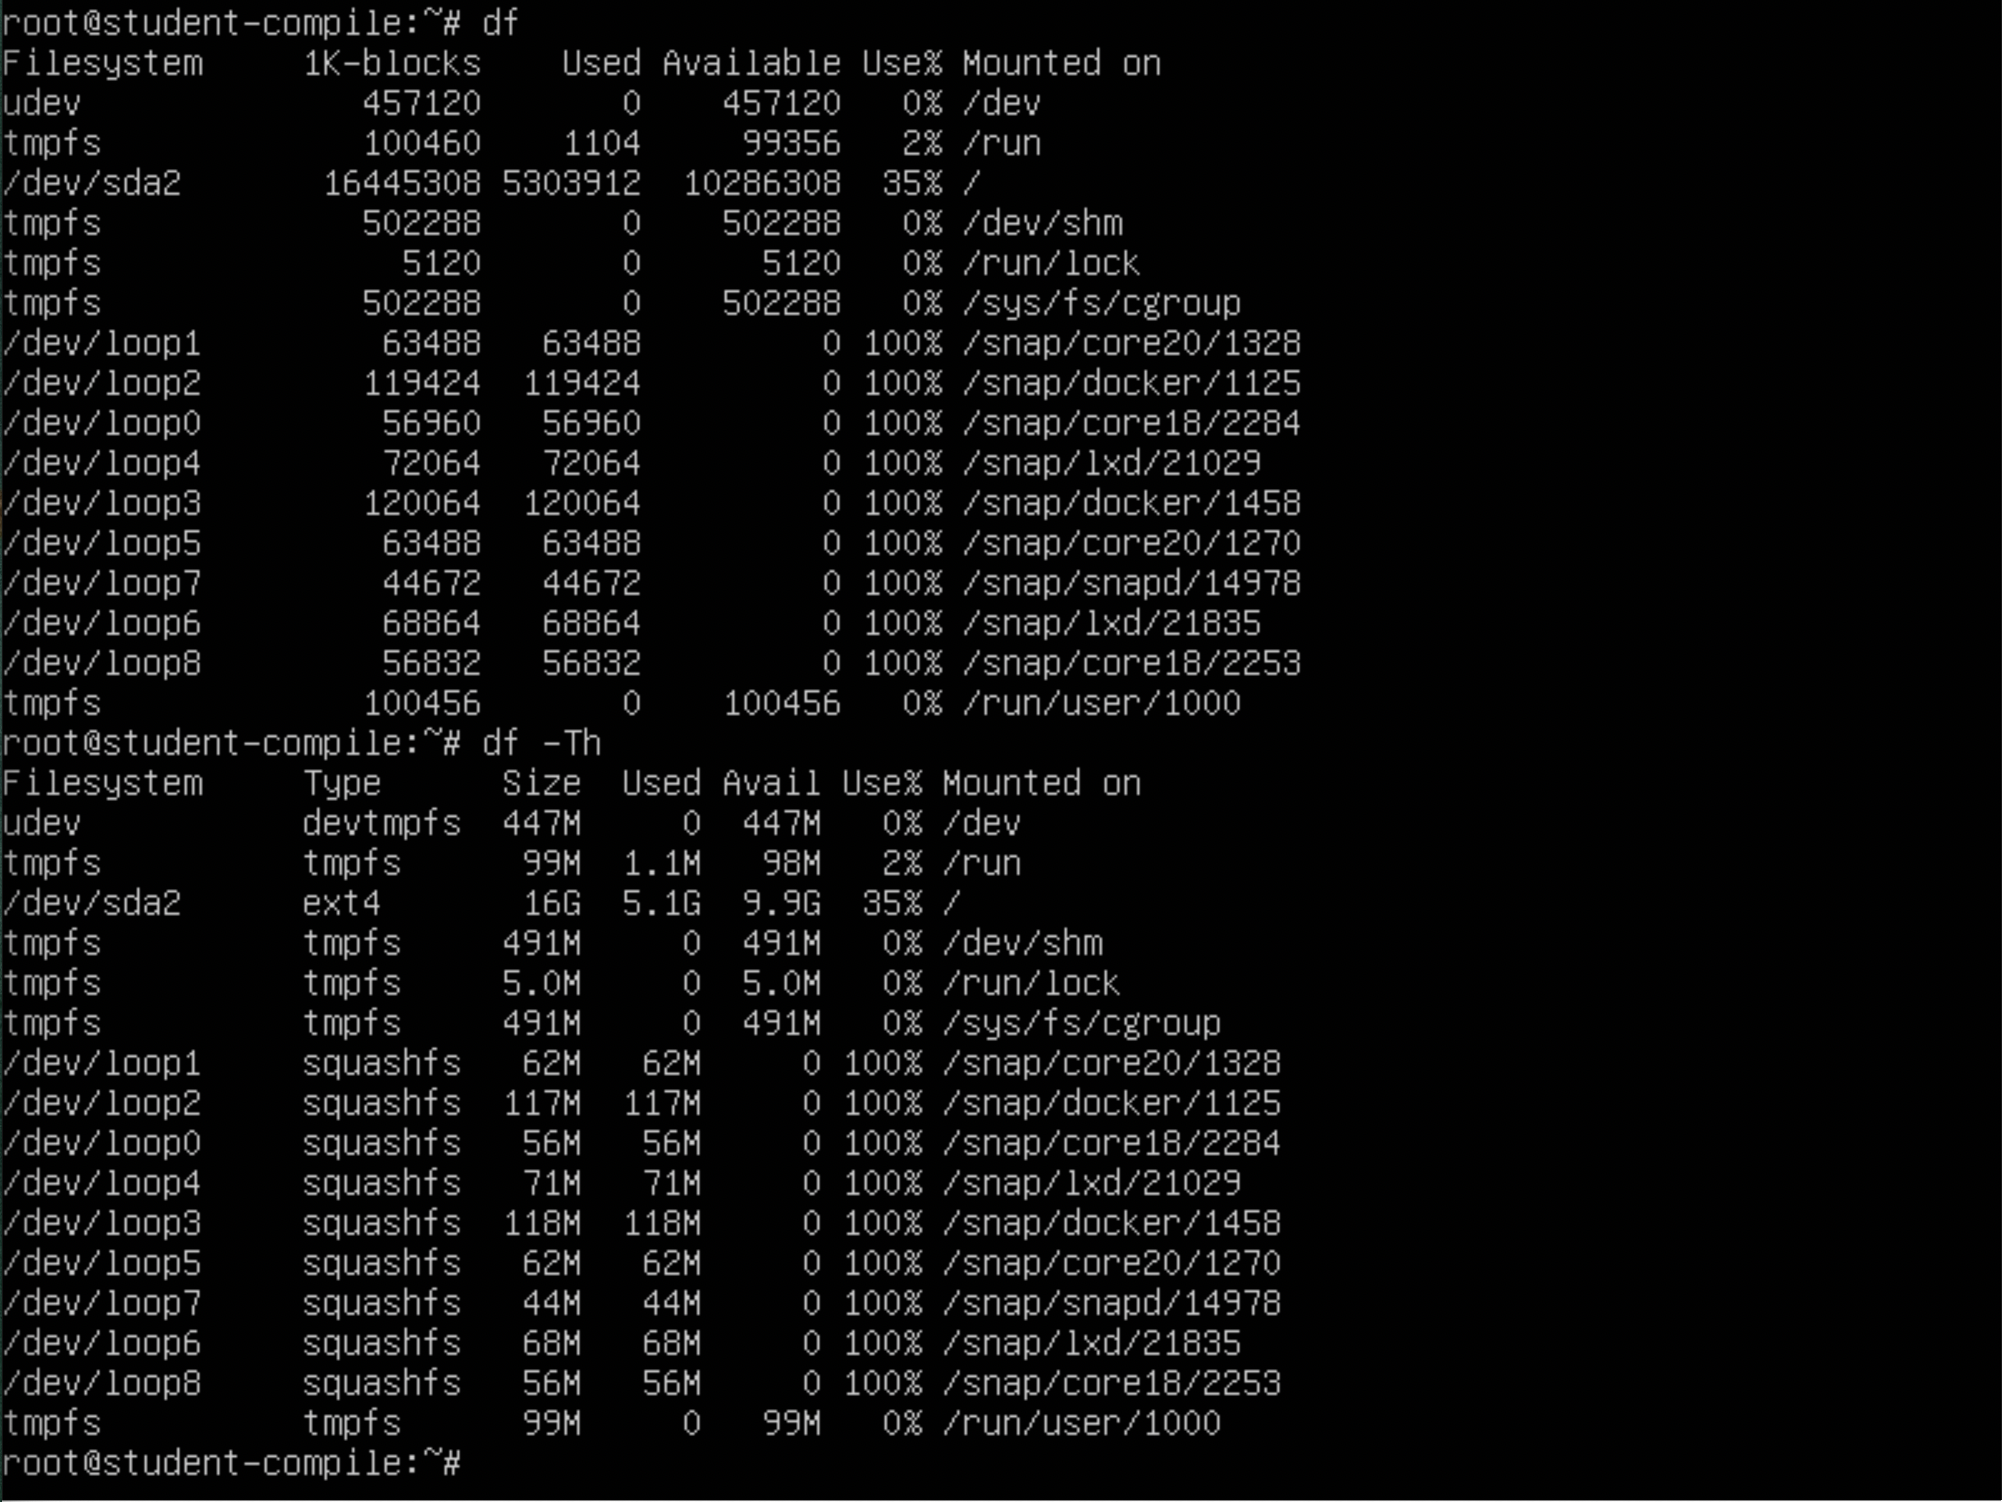 root@student-compile:~# df
Filesystem     1K-blocks    Used Available Use% Mounted on
udev              457120       0    457120   0% /dev
tmpfs             100460    1104     99356   2% /run
/dev/sda2       16445308 5303912  10286308  35% /
tmpfs             502288       0    502288   0% /dev/shm
tmpfs               5120       0      5120   0% /run/lock
tmpfs             502288       0    502288   0% /sys/fs/cgroup
/dev/loop1         63488   63488         0 100% /snap/core20/1328
/dev/loop2        119424  119424         0 100% /snap/docker/1125
/dev/loop0         56960   56960         0 100% /snap/core18/2284
/dev/loop4         72064   72064         0 100% /snap/lxd/21029
/dev/loop3        120064  120064         0 100% /snap/docker/1458
/dev/loop5         63488   63488         0 100% /snap/core20/1270
/dev/loop7         44672   44672         0 100% /snap/snapd/14978
/dev/loop6         68864   68864         0 100% /snap/lxd/21835
/dev/loop8         56832   56832         0 100% /snap/core18/2253
tmpfs             100456       0    100456   0% /run/user/1000
root@student-compile:~# df -Th
Filesystem     Type      Size  Used Avail Use% Mounted on
udev           devtmpfs  447M     0  447M   0% /dev
tmpfs          tmpfs      99M  1.1M   98M   2% /run
/dev/sda2      ext4       16G  5.1G  9.9G  35% /
tmpfs          tmpfs     491M     0  491M   0% /dev/shm
tmpfs          tmpfs     5.0M     0  5.0M   0% /run/lock
tmpfs          tmpfs     491M     0  491M   0% /sys/fs/cgroup
/dev/loop1     squashfs   62M   62M     0 100% /snap/core20/1328
/dev/loop2     squashfs  117M  117M     0 100% /snap/docker/1125
/dev/loop0     squashfs   56M   56M     0 100% /snap/core18/2284
/dev/loop4     squashfs   71M   71M     0 100% /snap/lxd/21029
/dev/loop3     squashfs  118M  118M     0 100% /snap/docker/1458
/dev/loop5     squashfs   62M   62M     0 100% /snap/core20/1270
/dev/loop7     squashfs   44M   44M     0 100% /snap/snapd/14978
/dev/loop6     squashfs   68M   68M     0 100% /snap/lxd/21835
/dev/loop8     squashfs   56M   56M     0 100% /snap/core18/2253
tmpfs          tmpfs      99M     0   99M   0% /run/user/1000
root@student-compile:~#